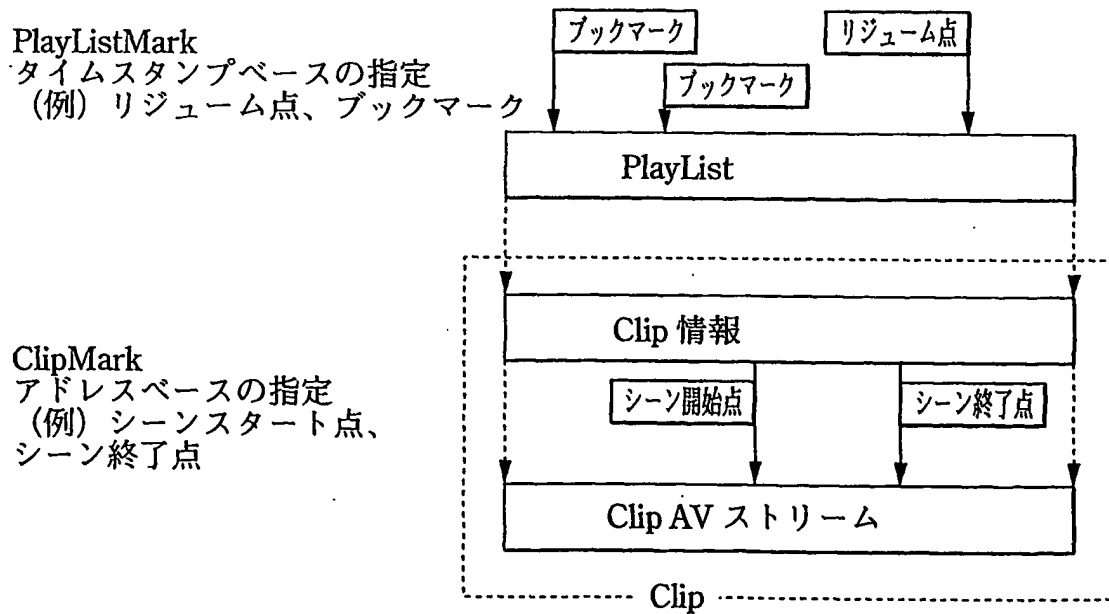 PlayListMark
タイムスタンプベースの指定
(例)リジューム点、ブックマーク
ブックマーク
リジューム点
ブックマーク
PlayList
Clip 情報
ClipMark
アドレスベースの指定
(例)シーンスタート点、
シーン終了点
シーン開始点
シーン終了点
Clip AV ストリーム
Clip